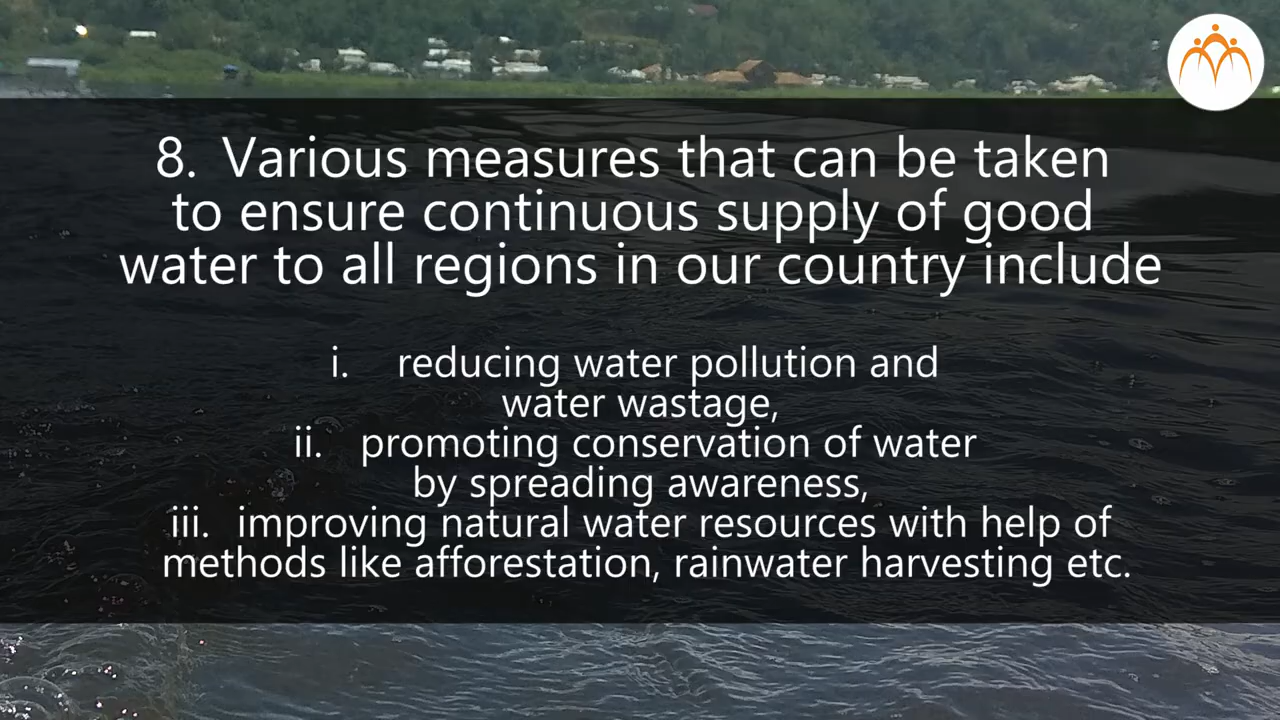 8. Various measures that can be taken
to ensure continuous supply of good
water to all regions in our country include
i. reducing water pollution and
water wastage,
ii. promoting conservation of water
by spreading awareness,
iii. improving natural water resources with help of
methods like afforestation, rainwater harvesting etc.